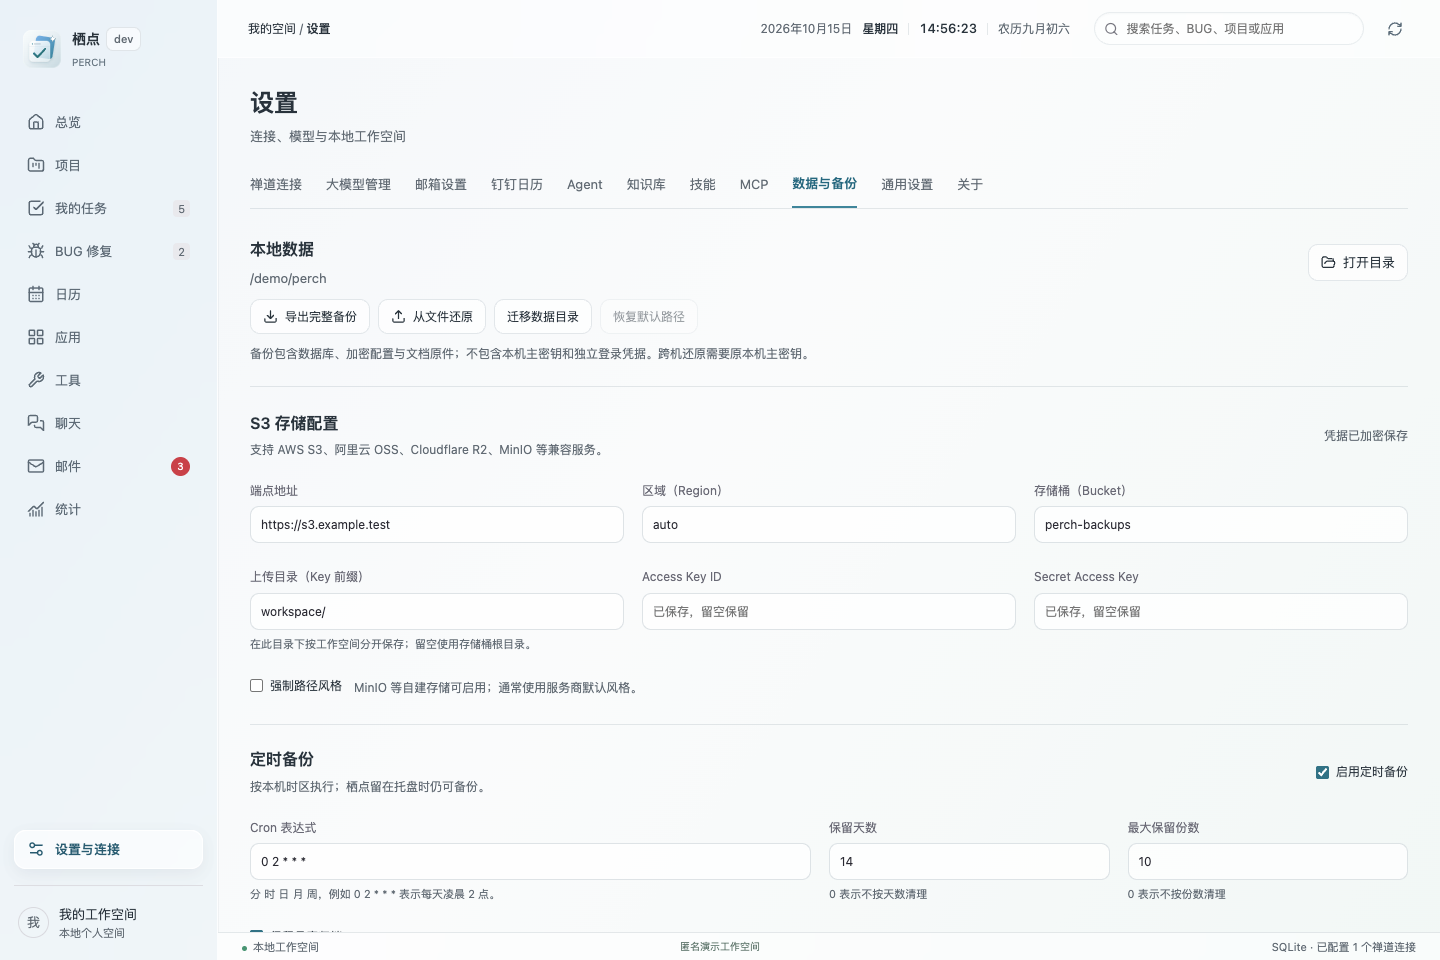 栖点 dev
PERCH
总览
项目
我的任务 5
BUG 修复 2
日历
应用
工具
聊天
邮件 3
统计
设置与连接
我 我的工作空间
本地个人空间
我的空间 / 设置
2026年10月15日 星期四 14:56:23 农历九月初六
搜索任务、BUG、项目或应用
设置
连接、模型与本地工作空间
禅道连接 大模型管理 邮箱设置 钉钉日历 Agent 知识库 技能 MCP 数据与备份 通用设置 关于
本地数据
/demo/perch
打开目录
导出完整备份 从文件还原 迁移数据目录 恢复默认路径
备份包含数据库、加密配置与文档原件；不包含本机主密钥和独立登录凭据。跨机还原需要原本机主密钥。
S3 存储配置
支持 AWS S3、阿里云 OSS、Cloudflare R2、MinIO 等兼容服务。
凭据已加密保存
端点地址 区域（Region） 存储桶（Bucket）
https://s3.example.test auto perch-backups
上传目录（Key 前缀） Access Key ID Secret Access Key
workspace/ 已保存，留空保留 已保存，留空保留
在此目录下按工作空间分开保存；留空使用存储桶根目录。
强制路径风格 MinIO 等自建存储可启用；通常使用服务商默认风格。
定时备份
按本机时区执行；栖点留在托盘时仍可备份。
启用定时备份
Cron 表达式 保留天数 最大保留份数
0 2 * * * 14 10
分 时 日 月 周，例如 0 2 * * * 表示每天凌晨 2 点。 0 表示不按天数清理 0 表示不按份数清理
本地工作空间 匿名演示工作空间 SQLite · 已配置 1 个禅道连接